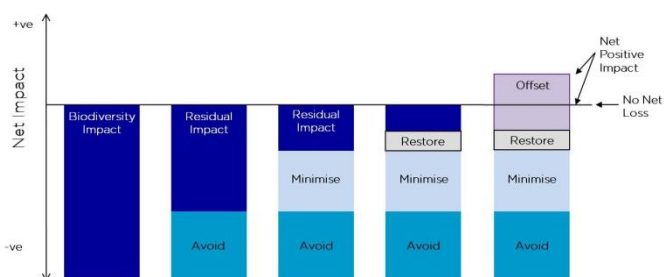 +ve
Net Impact
-ve
Biodiversity
Impact
Residual
Impact
Avoid
Residual
Impact
Minimise
Avoid
Restore
Minimise
Avoid
Offset
Restore
Minimise
Avoid
Net
Positive
Impact
No Net
Loss